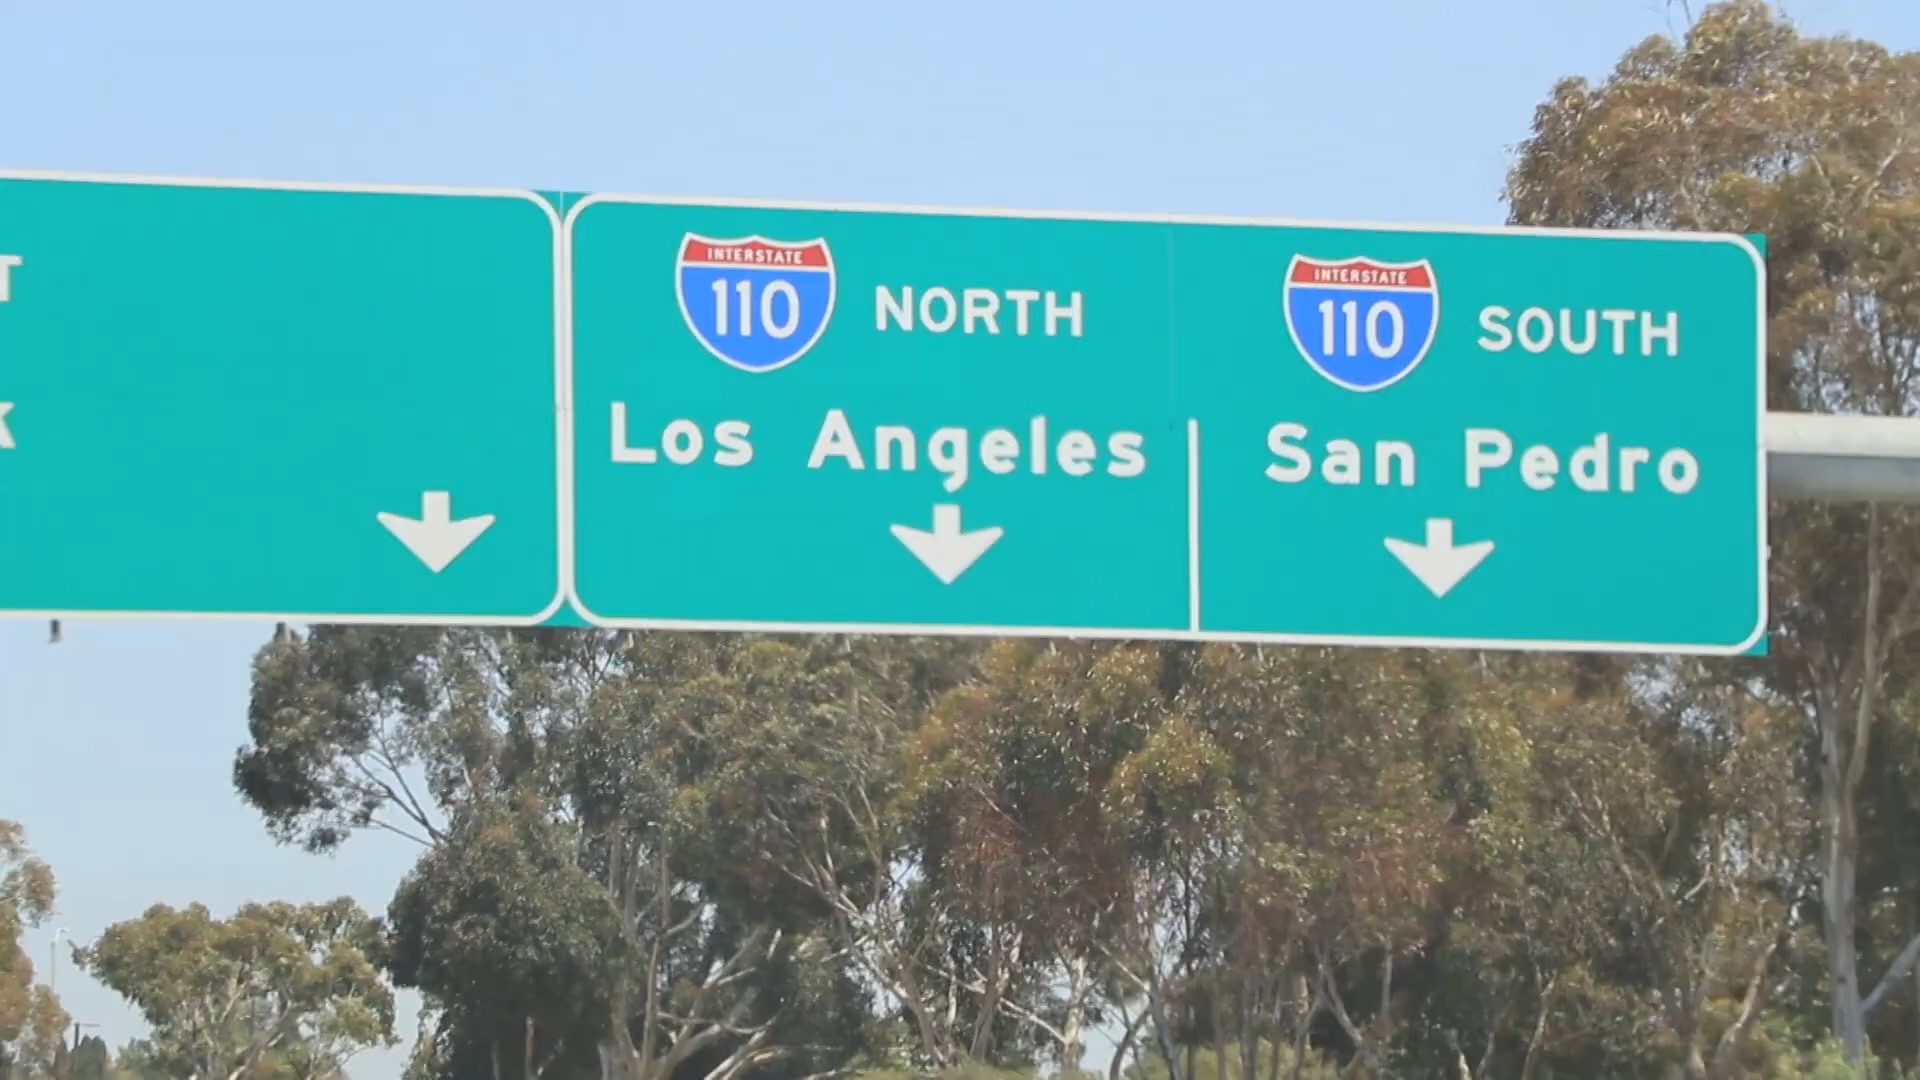 INTERSTATE
110 NORTH
Los Angeles
INTERSTATE
110 SOUTH
San Pedro